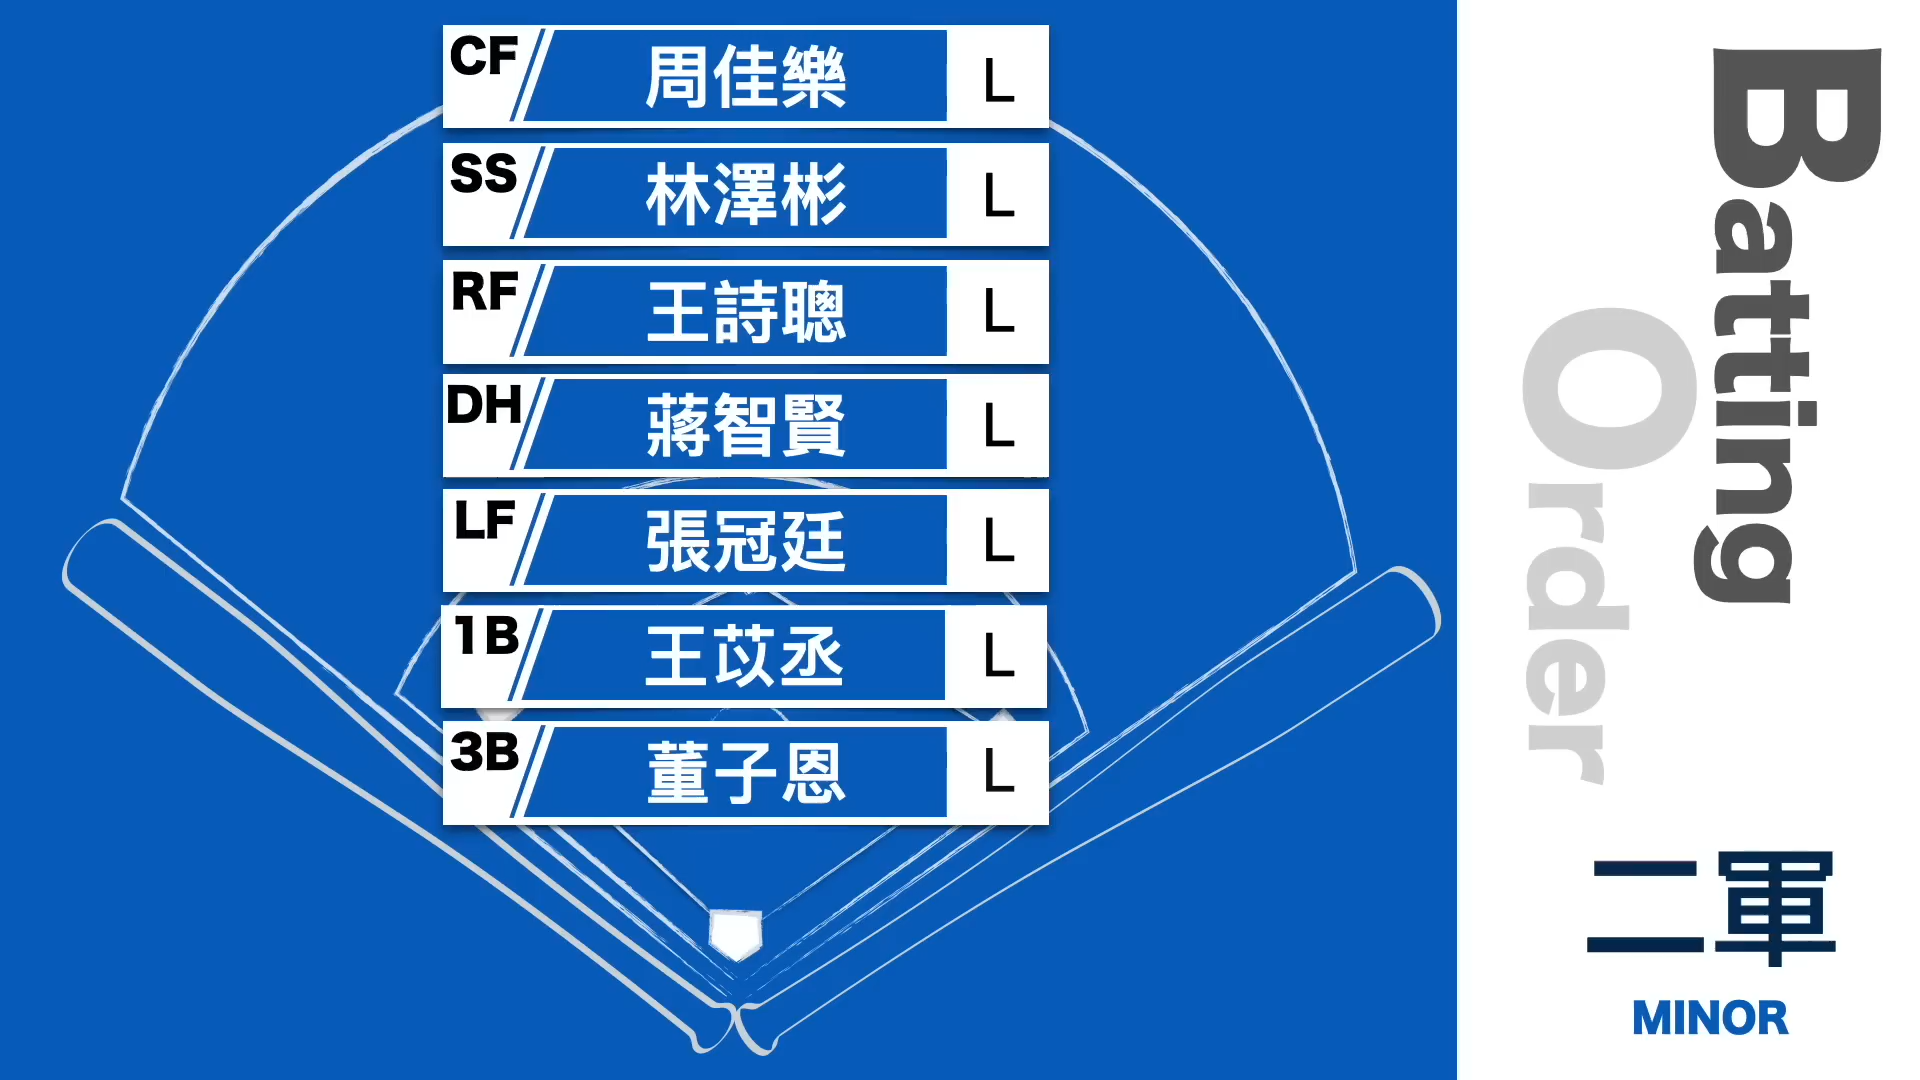 CF 周佳樂 L
SS 林澤彬 L
RF 王詩聰 L
DH 蔣智賢 L
LF 張冠廷 L
1B 王苡丞 L
3B 董子恩 L
Batting
Order
二軍
MINOR